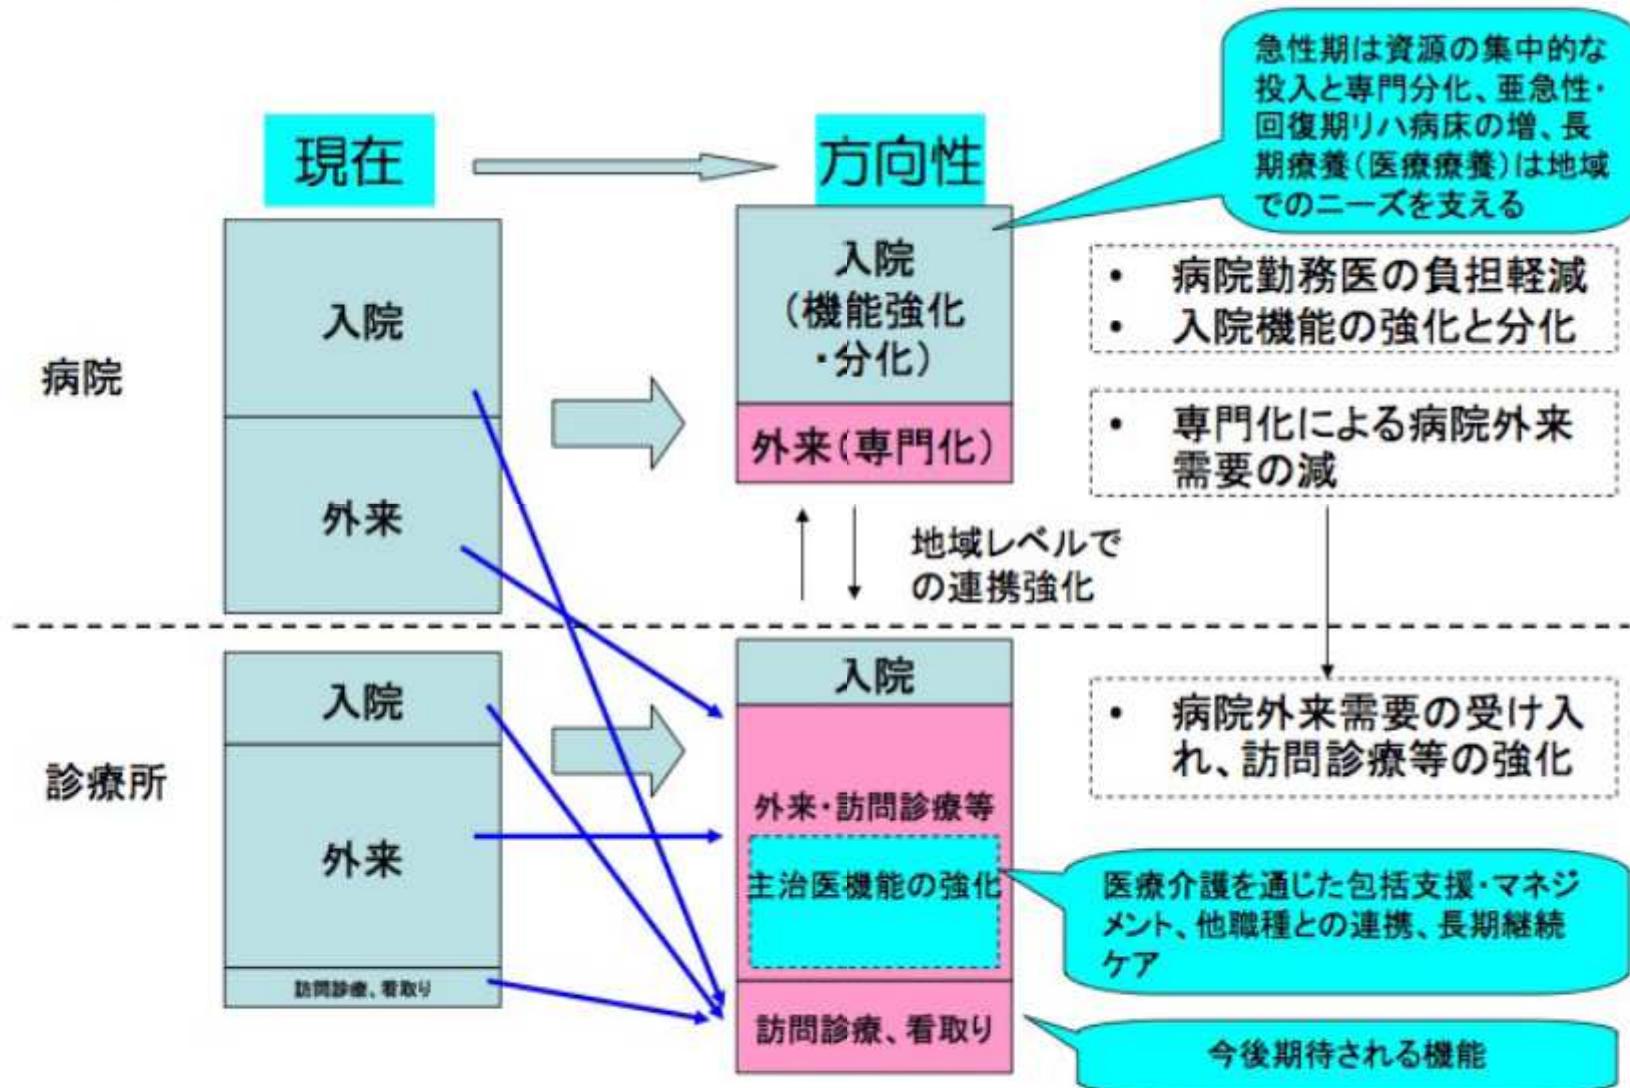 急性期は資源の集中的な
投入と専門分化、亜急性・
回復期リハ病床の増、長
期療養(医療療養)は地域
でのニーズを支える
現在
方向性
病院
入院
外来
入院
(機能強化
・分化)
外来(専門化)
• 病院勤務医の負担軽減
• 入院機能の強化と分化
• 専門化による病院外来
需要の減
地域レベルで
の連携強化
診療所
入院
外来
訪問診療、看取り
入院
外来・訪問診療等
主治医機能の強化
訪問診療、看取り
• 病院外来需要の受け入
れ、訪問診療等の強化
医療介護を通じた包括支援・マネジ
メント、他職種との連携、長期継続
ケア
今後期待される機能